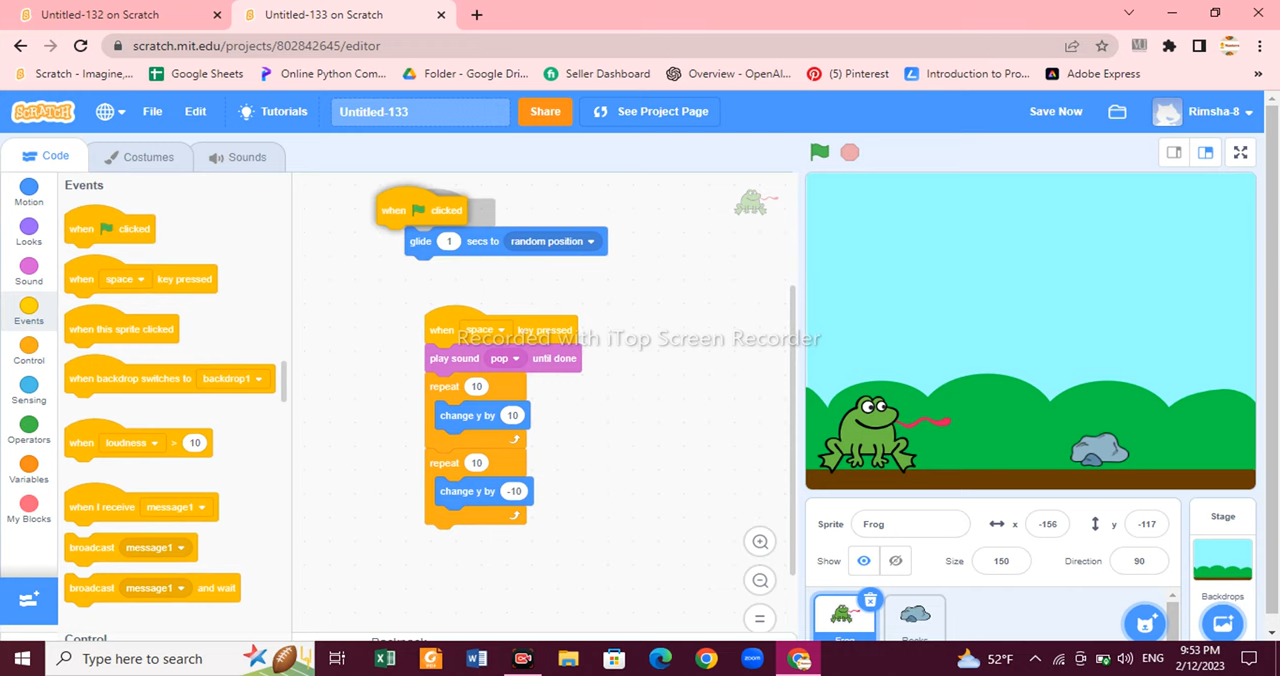 Untitled-132 on Scratch
Untitled-133 on Scratch
scratch.mit.edu/projects/802842645/editor
Scratch - Imagine,...
Google Sheets
Online Python Com...
Folder - Google Dri...
Seller Dashboard
Overview - OpenAI...
(5) Pinterest
Introduction to Pro...
Adobe Express
»
SCRATCH
File
Edit
Tutorials
Untitled-133
Share
See Project Page
Save Now
Rimsha-8
Code
Costumes
Sounds
Motion
Looks
Sound
Events
Control
Sensing
Operators
Variables
My Blocks
Events
when clicked
when space key pressed
when this sprite clicked
when backdrop switches to backdrop1
when loudness > 10
when I receive message1
broadcast message1
broadcast message1 and wait
Control
when clicked
glide 1 secs to random position
when space key pressed
play sound pop until done
repeat 10
change y by 10
repeat 10
change y by -10
Recorded with iTop Screen Recorder
Sprite Frog
x -156
y -117
Show
Size 150
Direction 90
Stage
Backdrops
Type here to search
52°F
ENG
9:53 PM
2/12/2023